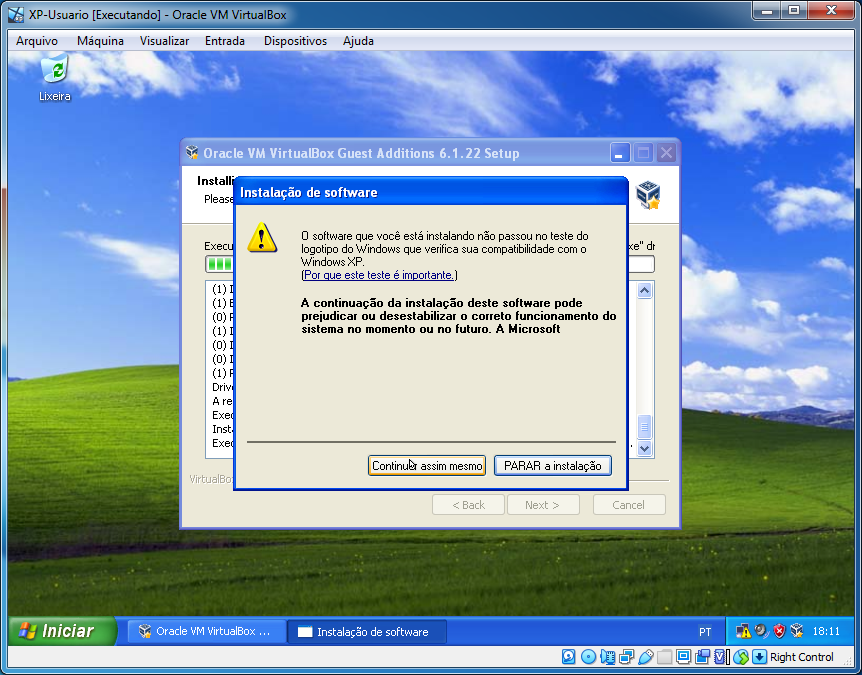 XP-Usuario [Executando] - Oracle VM VirtualBox
Arquivo Máquina Visualizar Entrada Dispositivos Ajuda
Lixeira
Oracle VM VirtualBox Guest Additions 6.1.22 Setup
Installi
Please
Instalação de software
O software que você está instalando não passou no teste do
logotipo do Windows que verifica sua compatibilidade com o
Windows XP.
(Por que este teste é importante.)
A continuação da instalação deste software pode
prejudicar ou desestabilizar o correto funcionamento do
sistema no momento ou no futuro. A Microsoft
Continuar assim mesmo
PARAR a instalação
Execu
xe" dr
(1) I
(1) E
(0) F
(1) I
(0) I
(0) I
(1) F
Drive
A re
Exec
Insta
Exec
VirtualBox
< Back
Next >
Cancel
Iniciar
Oracle VM VirtualBox ...
Instalação de software
PT
18:11
Right Control